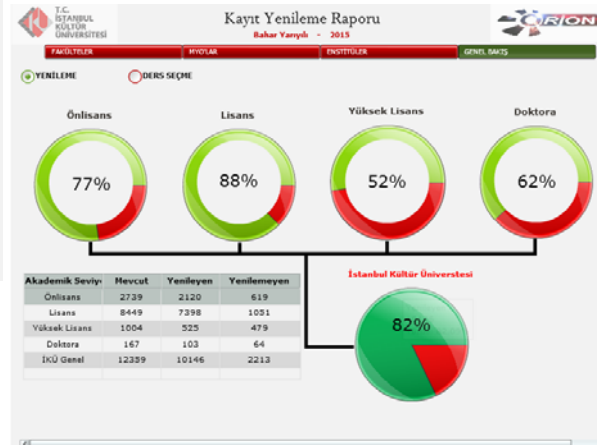 T.C.
İSTANBUL
KÜLTÜR
ÜNİVERSİTESİ
Kayıt Yenileme Raporu
Bahar Yarıyılı - 2015
ORION
FAKÜLTELER MYO'LAR ENSTİTÜLER GENEL BAKIŞ
YENİLEME DERS SEÇME
Önlisans Lisans Yüksek Lisans Doktora
77% 88% 52% 62%
Akademik Seviy Mevcut Yenileyen Yenilemeyen
Önlisans 2739 2120 619
Lisans 8449 7398 1051
Yüksek Lisans 1004 525 479
Doktora 167 103 64
İKÜ Genel 12359 10146 2213
İstanbul Kültür Üniverstesi
82%